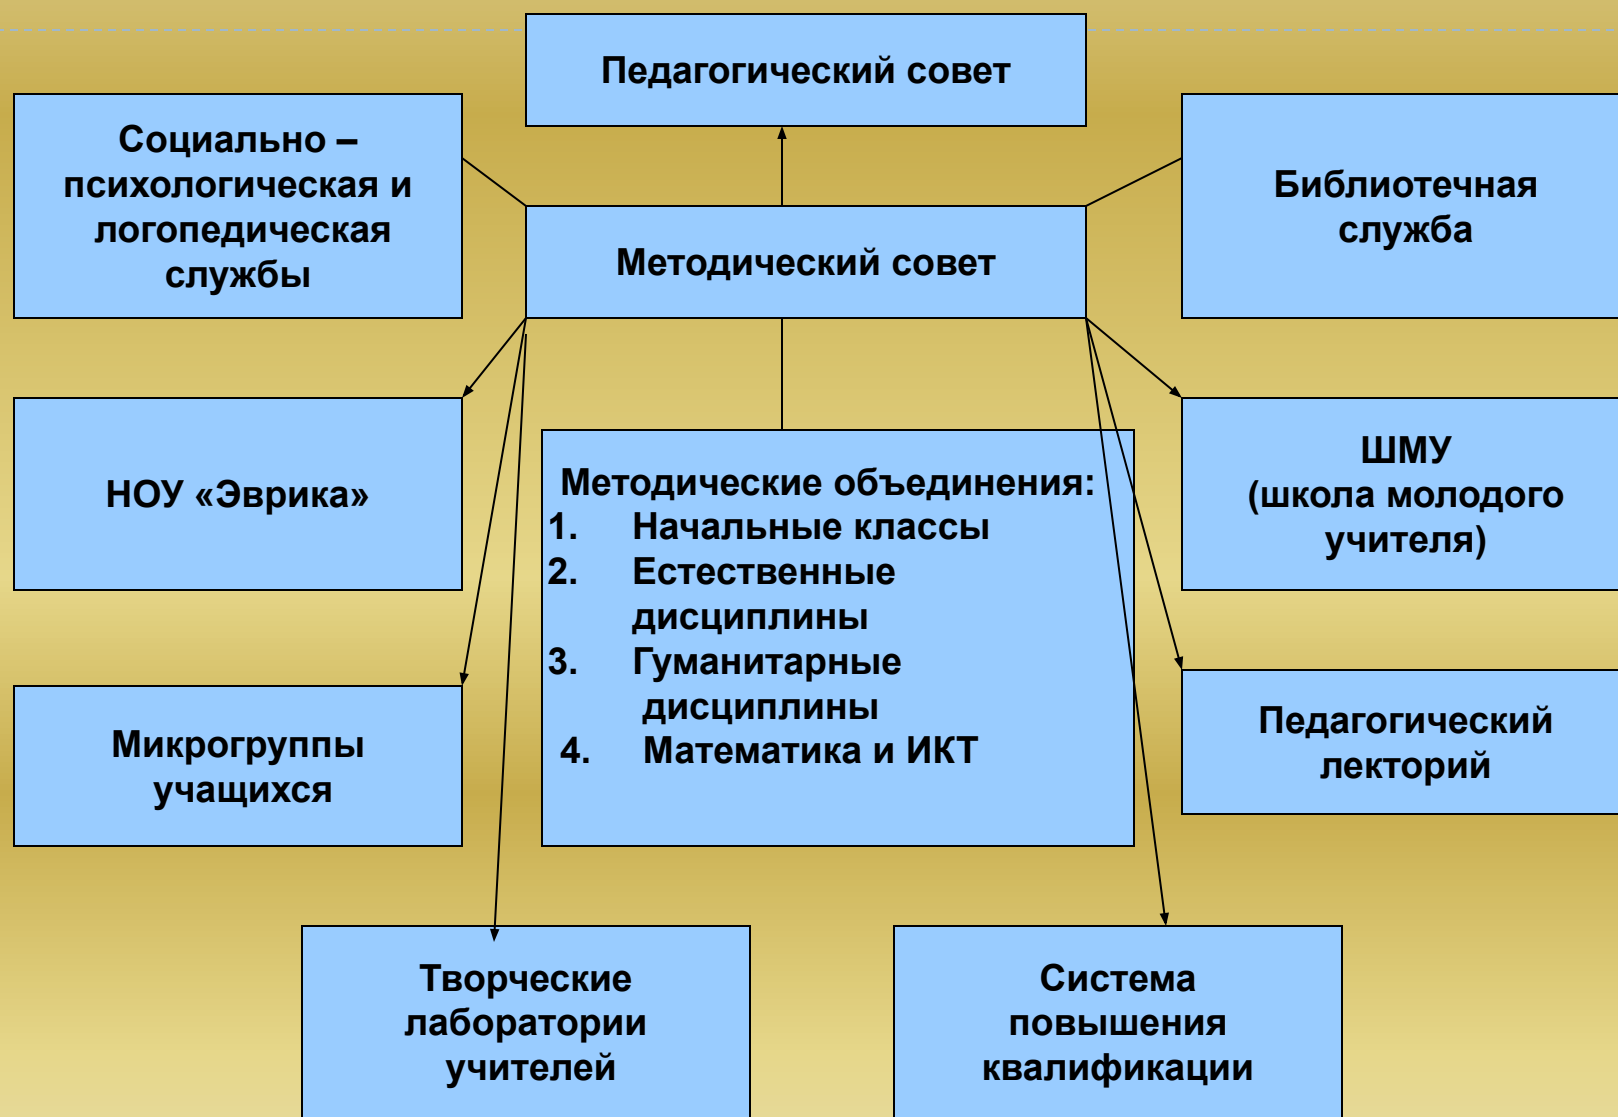 Педагогический совет
Социально –
психологическая и
логопедическая
службы
Библиотечная
служба
Методический совет
НОУ «Эврика»
Методические объединения:
1. Начальные классы
2. Естественные
дисциплины
3. Гуманитарные
дисциплины
4. Математика и ИКТ
ШМУ
(школа молодого
учителя)
Микрогруппы
учащихся
Педагогический
лекторий
Творческие
лаборатории
учителей
Система
повышения
квалификации